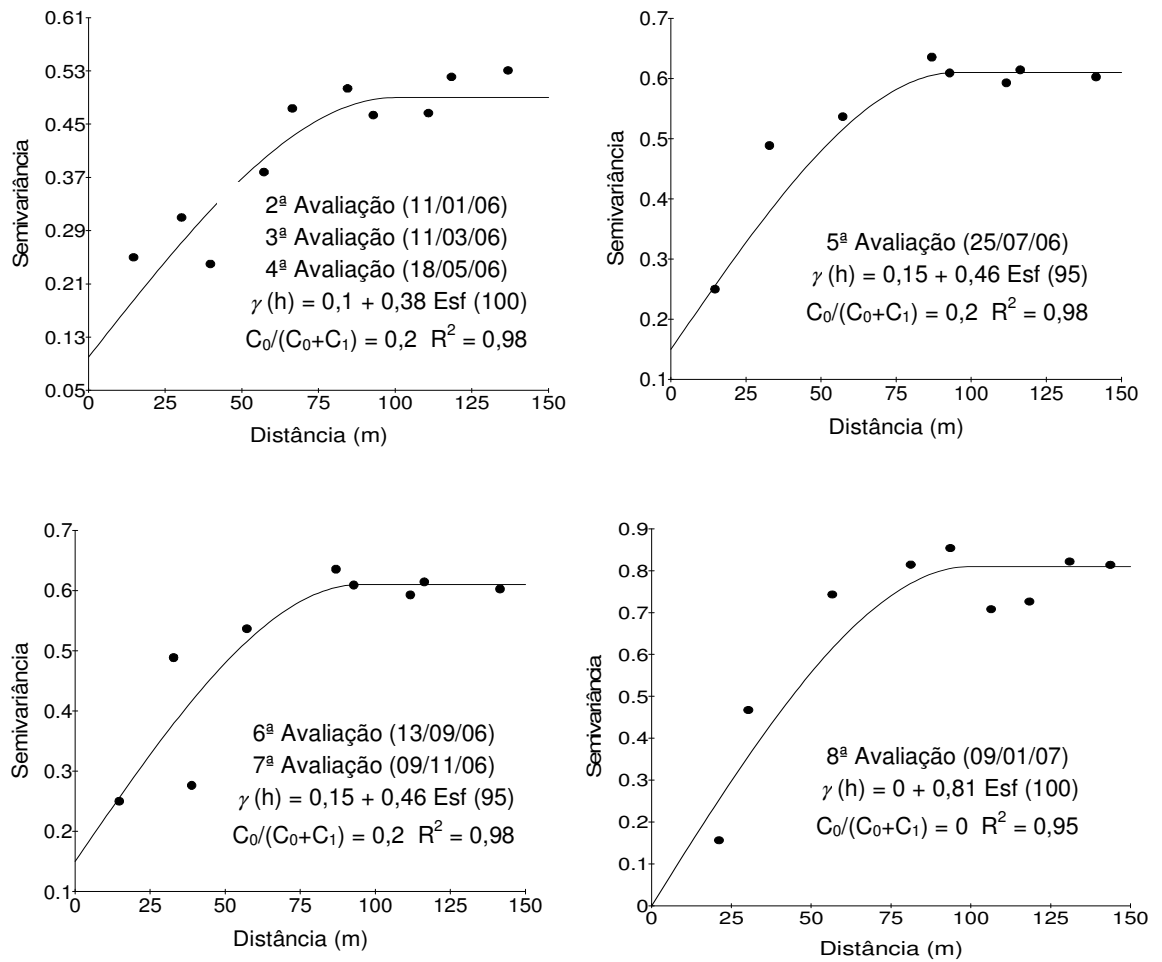 0.61
0.53
0.45
0.37
0.29
0.21
0.13
0.05
Semivariância
0 25 50 75 100 125 150
Distância (m)
2ª Avaliação (11/01/06)
3ª Avaliação (11/03/06)
4ª Avaliação (18/05/06)
γ (h) = 0,1 + 0,38 Esf (100)
C₀/(C₀+C₁) = 0,2 R² = 0,98
0.7
0.6
0.5
0.4
0.3
0.2
0.1
Semivariância
0 25 50 75 100 125 150
Distância (m)
5ª Avaliação (25/07/06)
γ (h) = 0,15 + 0,46 Esf (95)
C₀/(C₀+C₁) = 0,2 R² = 0,98
0.7
0.6
0.5
0.4
0.3
0.2
0.1
Semivariância
0 25 50 75 100 125 150
Distância (m)
6ª Avaliação (13/09/06)
7ª Avaliação (09/11/06)
γ (h) = 0,15 + 0,46 Esf (95)
C₀/(C₀+C₁) = 0,2 R² = 0,98
0.9
0.8
0.7
0.6
0.5
0.4
0.3
0.2
0.1
0
Semivariância
0 25 50 75 100 125 150
Distância (m)
8ª Avaliação (09/01/07)
γ (h) = 0 + 0,81 Esf (100)
C₀/(C₀+C₁) = 0 R² = 0,95